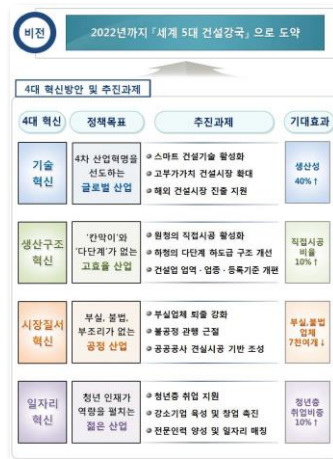 비전
2022년까지 「세계 5대 건설강국」 으로 도약
4대 혁신방안 및 추진과제
4대 혁신 정책목표 추진과제 기대효과
기술
혁신
4차 산업혁명을
선도하는
글로벌 산업
스마트 건설기술 활성화
고부가가치 건설시장 확대
해외 건설시장 진출 지원
생산성
40%↑
생산구조
혁신
'칸막이'와
'다단계'가 없는
고효율 산업
원청의 직접시공 활성화
하청의 다단계 하도급 구조 개선
건설업 업역·업종·등록기준 개편
직접시공
비율
10%↑
시장질서
혁신
부실, 불법,
부조리가 없는
공정 산업
부실업체 퇴출 강화
불공정 관행 근절
공공공사 견실시공 기반 조성
부실,불법
업체
7천여개↓
일자리
혁신
청년 인재가
역량을 펼치는
젊은 산업
청년층 취업 지원
강소기업 육성 및 창업 촉진
전문인력 양성 및 일자리 매칭
청년층
취업비중
10%↑